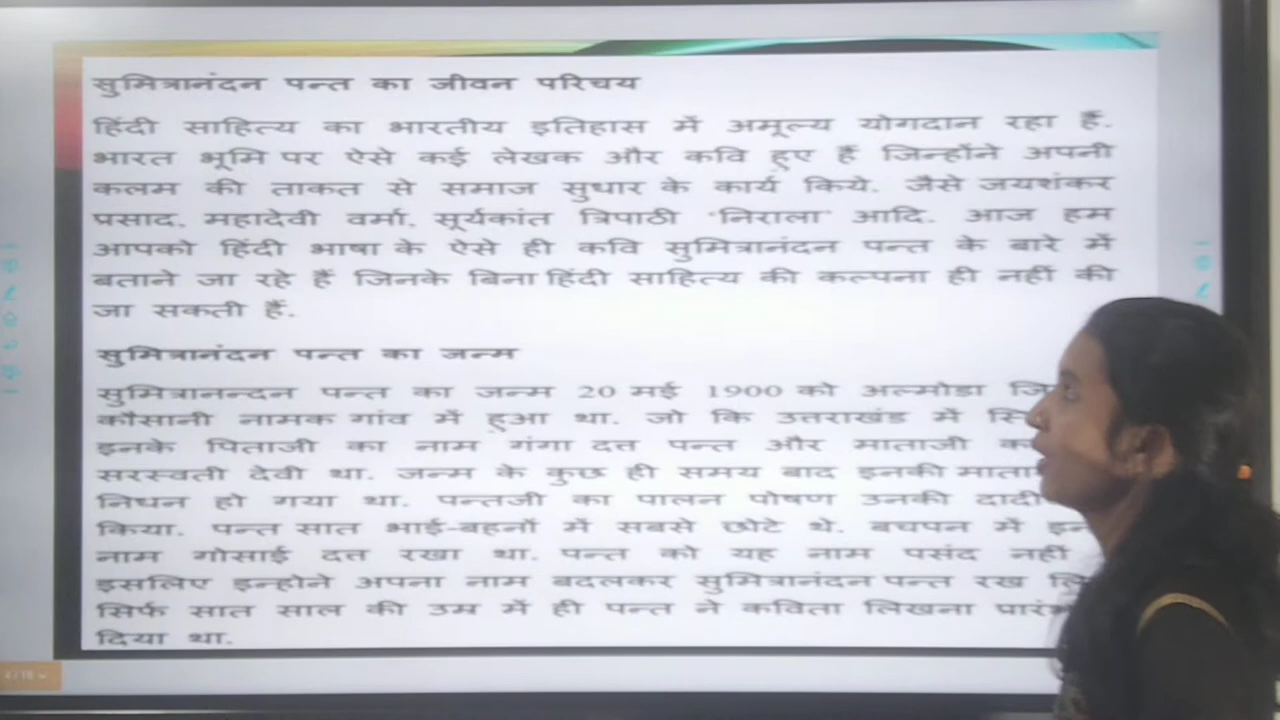 सुमित्रानंदन पन्त का जीवन परिचय
हिंदी साहित्य का भारतीय इतिहास में अमूल्य योगदान रहा हैं.
भारत भूमि पर ऐसे कई लेखक और कवि हुए हैं जिन्होंने अपनी
कलम की ताकत से समाज सुधार के कार्य किये. जैसे जयशंकर
प्रसाद, महादेवी वर्मा, सूर्यकांत त्रिपाठी 'निराला' आदि. आज हम
आपको हिंदी भाषा के ऐसे ही कवि सुमित्रानंदन पन्त के बारे में
बताने जा रहे हैं जिनके बिना हिंदी साहित्य की कल्पना ही नहीं की
जा सकती हैं.
सुमित्रानंदन पन्त का जन्म
सुमित्रानन्दन पन्त का जन्म 20 मई 1900 को अल्मोडा
कौसानी नामक गांव में हुआ था. जो कि उत्तराखंड में
इनके पिताजी का नाम गंगा दत्त पन्त और माताजी
सरस्वती देवी था. जन्म के कुछ ही समय बाद इनकी माता
निधन हो गया था. पन्तजी का पालन पोषण उनकी दादी
किया. पन्त सात भाई-बहनों में सबसे छोटे थे. बचपन में
नाम गोसाई दत्त रखा था. पन्त को यह नाम पसंद नहीं
इसलिए इन्होने अपना नाम बदलकर सुमित्रानंदन पन्त रख
सिर्फ सात साल की उम्र में ही पन्त ने कविता लिखना
दिया था.